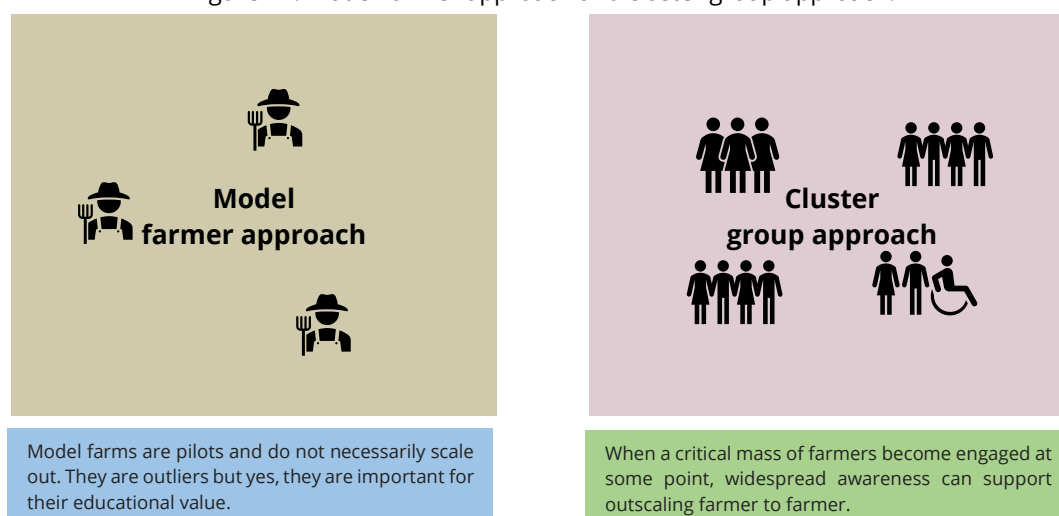 Model
farmer approach
Cluster
group approach
Model farms are pilots and do not necessarily scale
out. They are outliers but yes, they are important for
their educational value.
When a critical mass of farmers become engaged at
some point, widespread awareness can support
outscaling farmer to farmer.